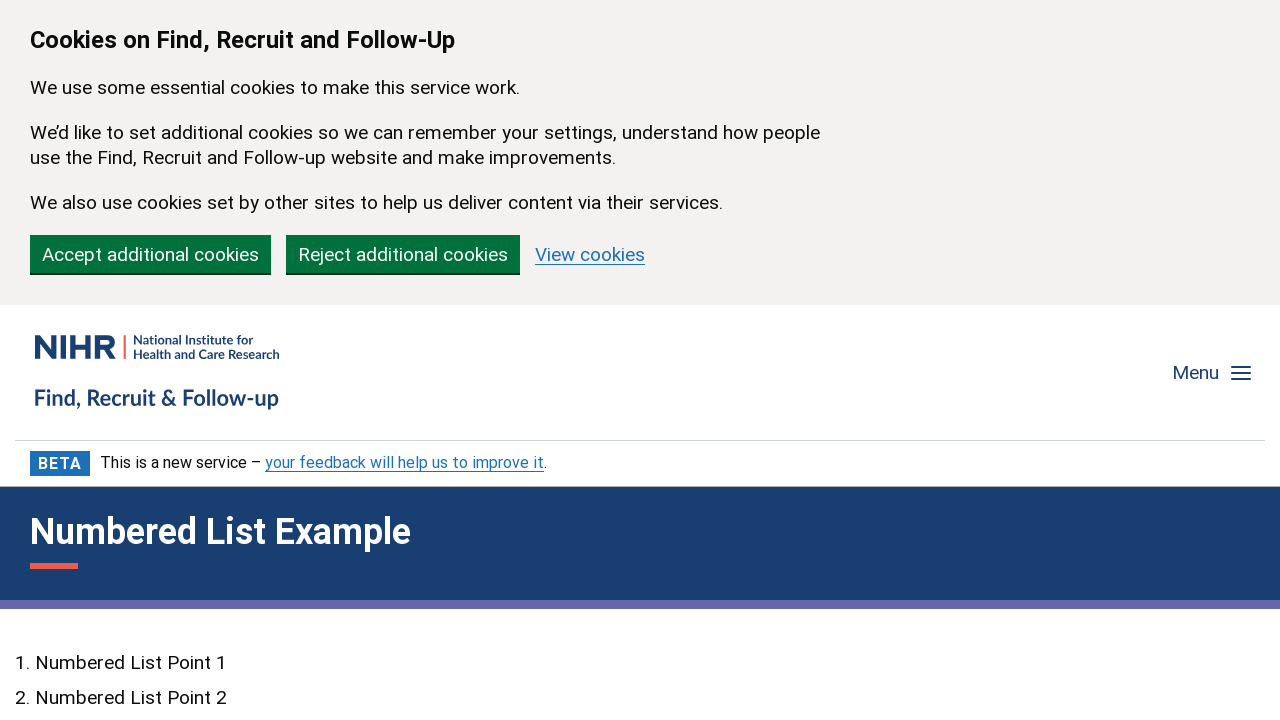 Cookies on Find, Recruit and Follow-Up
We use some essential cookies to make this service work.
We'd like to set additional cookies so we can remember your settings, understand how people
use the Find, Recruit and Follow-up website and make improvements.
We also use cookies set by other sites to help us deliver content via their services.
Accept additional cookies Reject additional cookies View cookies
NIHR | National Institute for
Health and Care Research
Find, Recruit & Follow-up
Menu
BETA This is a new service – your feedback will help us to improve it.
Numbered List Example
1. Numbered List Point 1
2. Numbered List Point 2